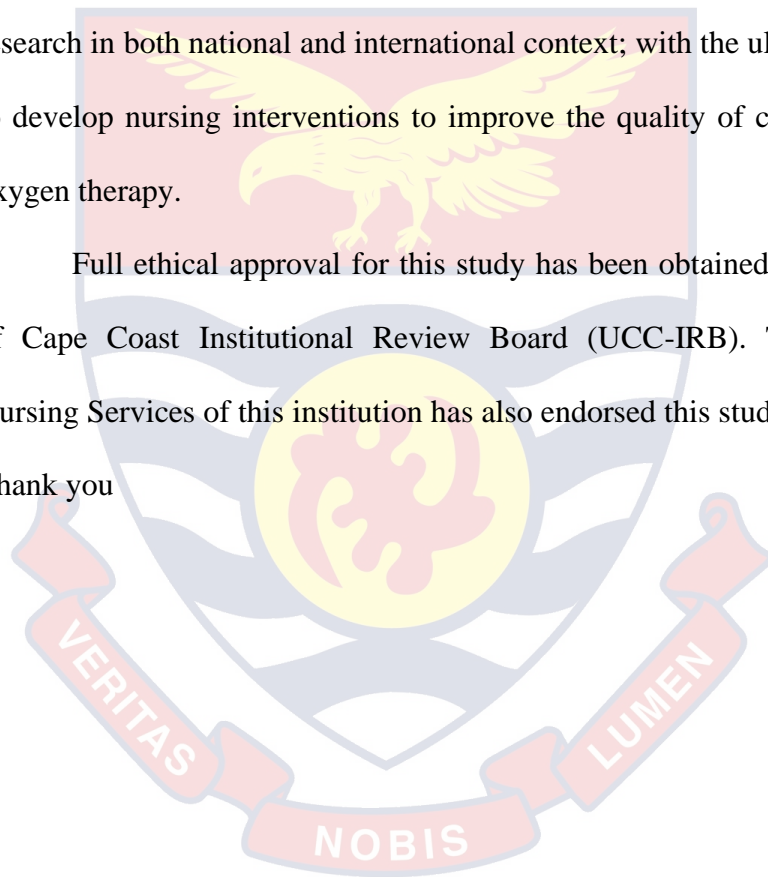 search in both national and international context; with the
develop nursing interventions to improve the quality of
xygen therapy.
Full ethical approval for this study has been obtained
Cape Coast Institutional Review Board (UCC-IRB).
ursing Services of this institution has also endorsed this
hank you
VERITAS
NOBIS
LUMEN